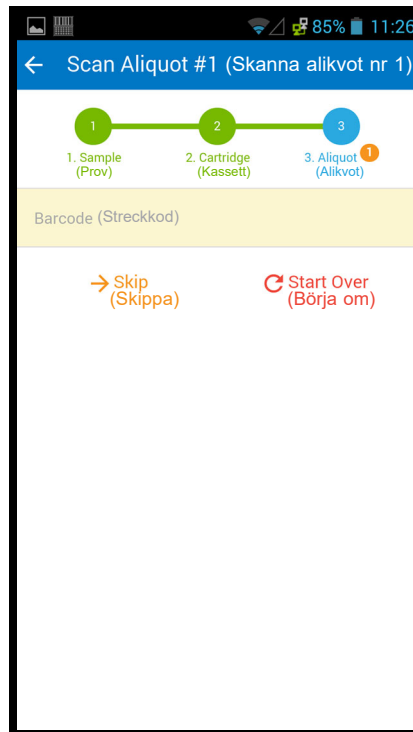 85% 11:26
Scan Aliquot #1 (Skanna alikvot nr 1)
1
2
3
1. Sample
(Prov)
2. Cartridge
(Kassett)
3. Aliquot 1
(Alikvot)
Barcode (Streckkod)
Skip
(Skippa)
Start Over
(Börja om)